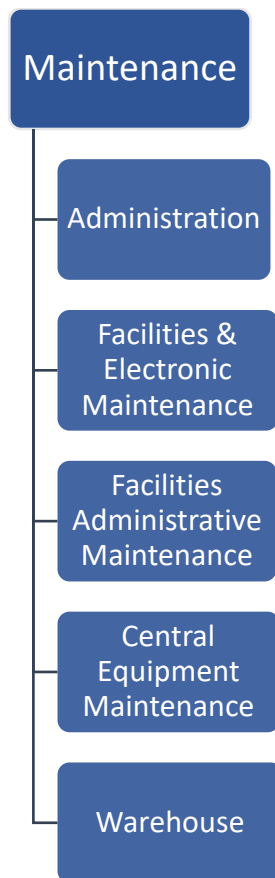 Maintenance
Administration
Facilities &
Electronic
Maintenance
Facilities
Administrative
Maintenance
Central
Equipment
Maintenance
Warehouse